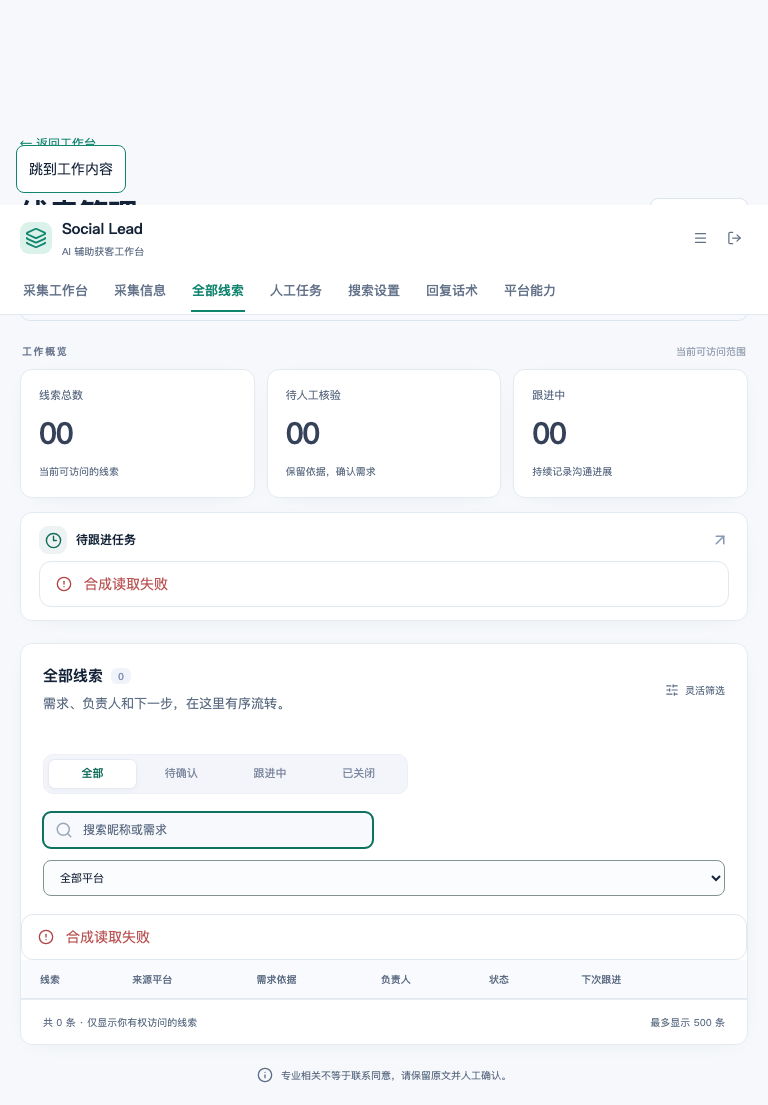 ← 返回工作台
跳到工作内容
线索管理
Social Lead
AI 辅助获客工作台
采集工作台 采集信息 全部线索 人工任务 搜索设置 回复话术 平台能力
工作概览 当前可访问范围
线索总数 待人工核验 跟进中
00 00 00
当前可访问的线索 保留依据，确认需求 持续记录沟通进展
待跟进任务
合成读取失败
全部线索 0
灵活筛选
需求、负责人和下一步，在这里有序流转。
全部 待确认 跟进中 已关闭
搜索昵称或需求
全部平台
合成读取失败
线索 来源平台 需求依据 负责人 状态 下次跟进
共 0 条 · 仅显示你有权访问的线索 最多显示 500 条
专业相关不等于联系同意，请保留原文并人工确认。